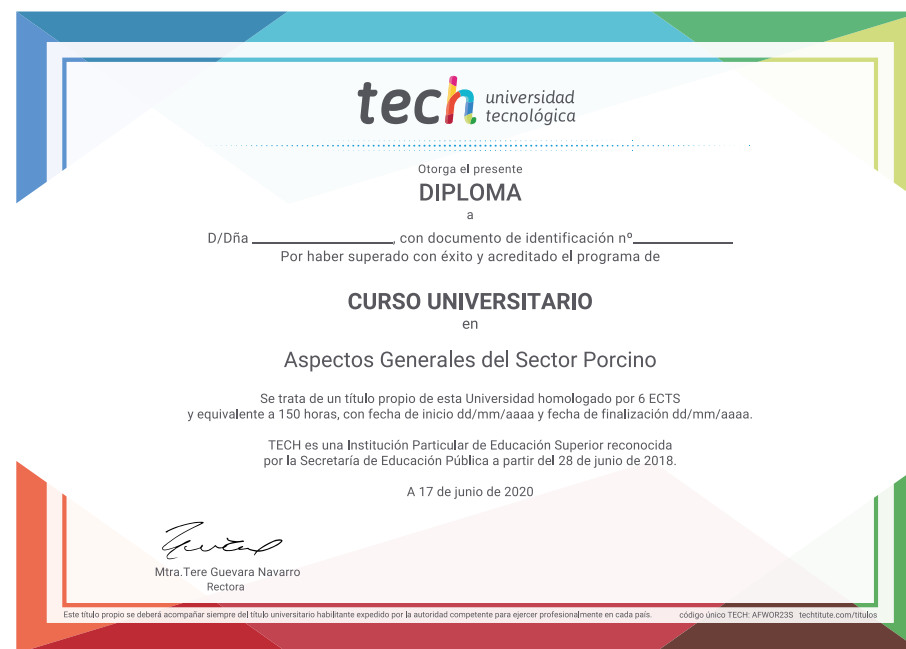 tech universidad
tecnológica
Otorga el presente
DIPLOMA
a
D/Dña ____________________, con documento de identificación nº______________
Por haber superado con éxito y acreditado el programa de
CURSO UNIVERSITARIO
en
Aspectos Generales del Sector Porcino
Se trata de un título propio de esta Universidad homologado por 6 ECTS
y equivalente a 150 horas, con fecha de inicio dd/mm/aaaa y fecha de finalización dd/mm/aaaa.
TECH es una Institución Particular de Educación Superior reconocida
por la Secretaría de Educación Pública a partir del 28 de junio de 2018.
A 17 de junio de 2020
Mtra.Tere Guevara Navarro
Rectora
Este título propio se deberá acompañar siempre del título universitario habilitante expedido por la autoridad competente para ejercer profesionalmente en cada país. código único TECH: AFWOR23S techtitute.com/titulos